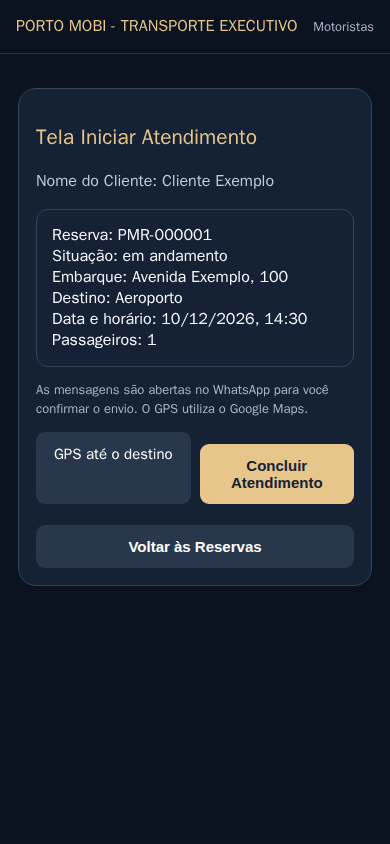 PORTO MOBI - TRANSPORTE EXECUTIVO
Motoristas
Tela Iniciar Atendimento
Nome do Cliente: Cliente Exemplo
Reserva: PMR-000001
Situação: em andamento
Embarque: Avenida Exemplo, 100
Destino: Aeroporto
Data e horário: 10/12/2026, 14:30
Passageiros: 1
As mensagens são abertas no WhatsApp para você
confirmar o envio. O GPS utiliza o Google Maps.
GPS até o destino
Concluir
Atendimento
Voltar às Reservas